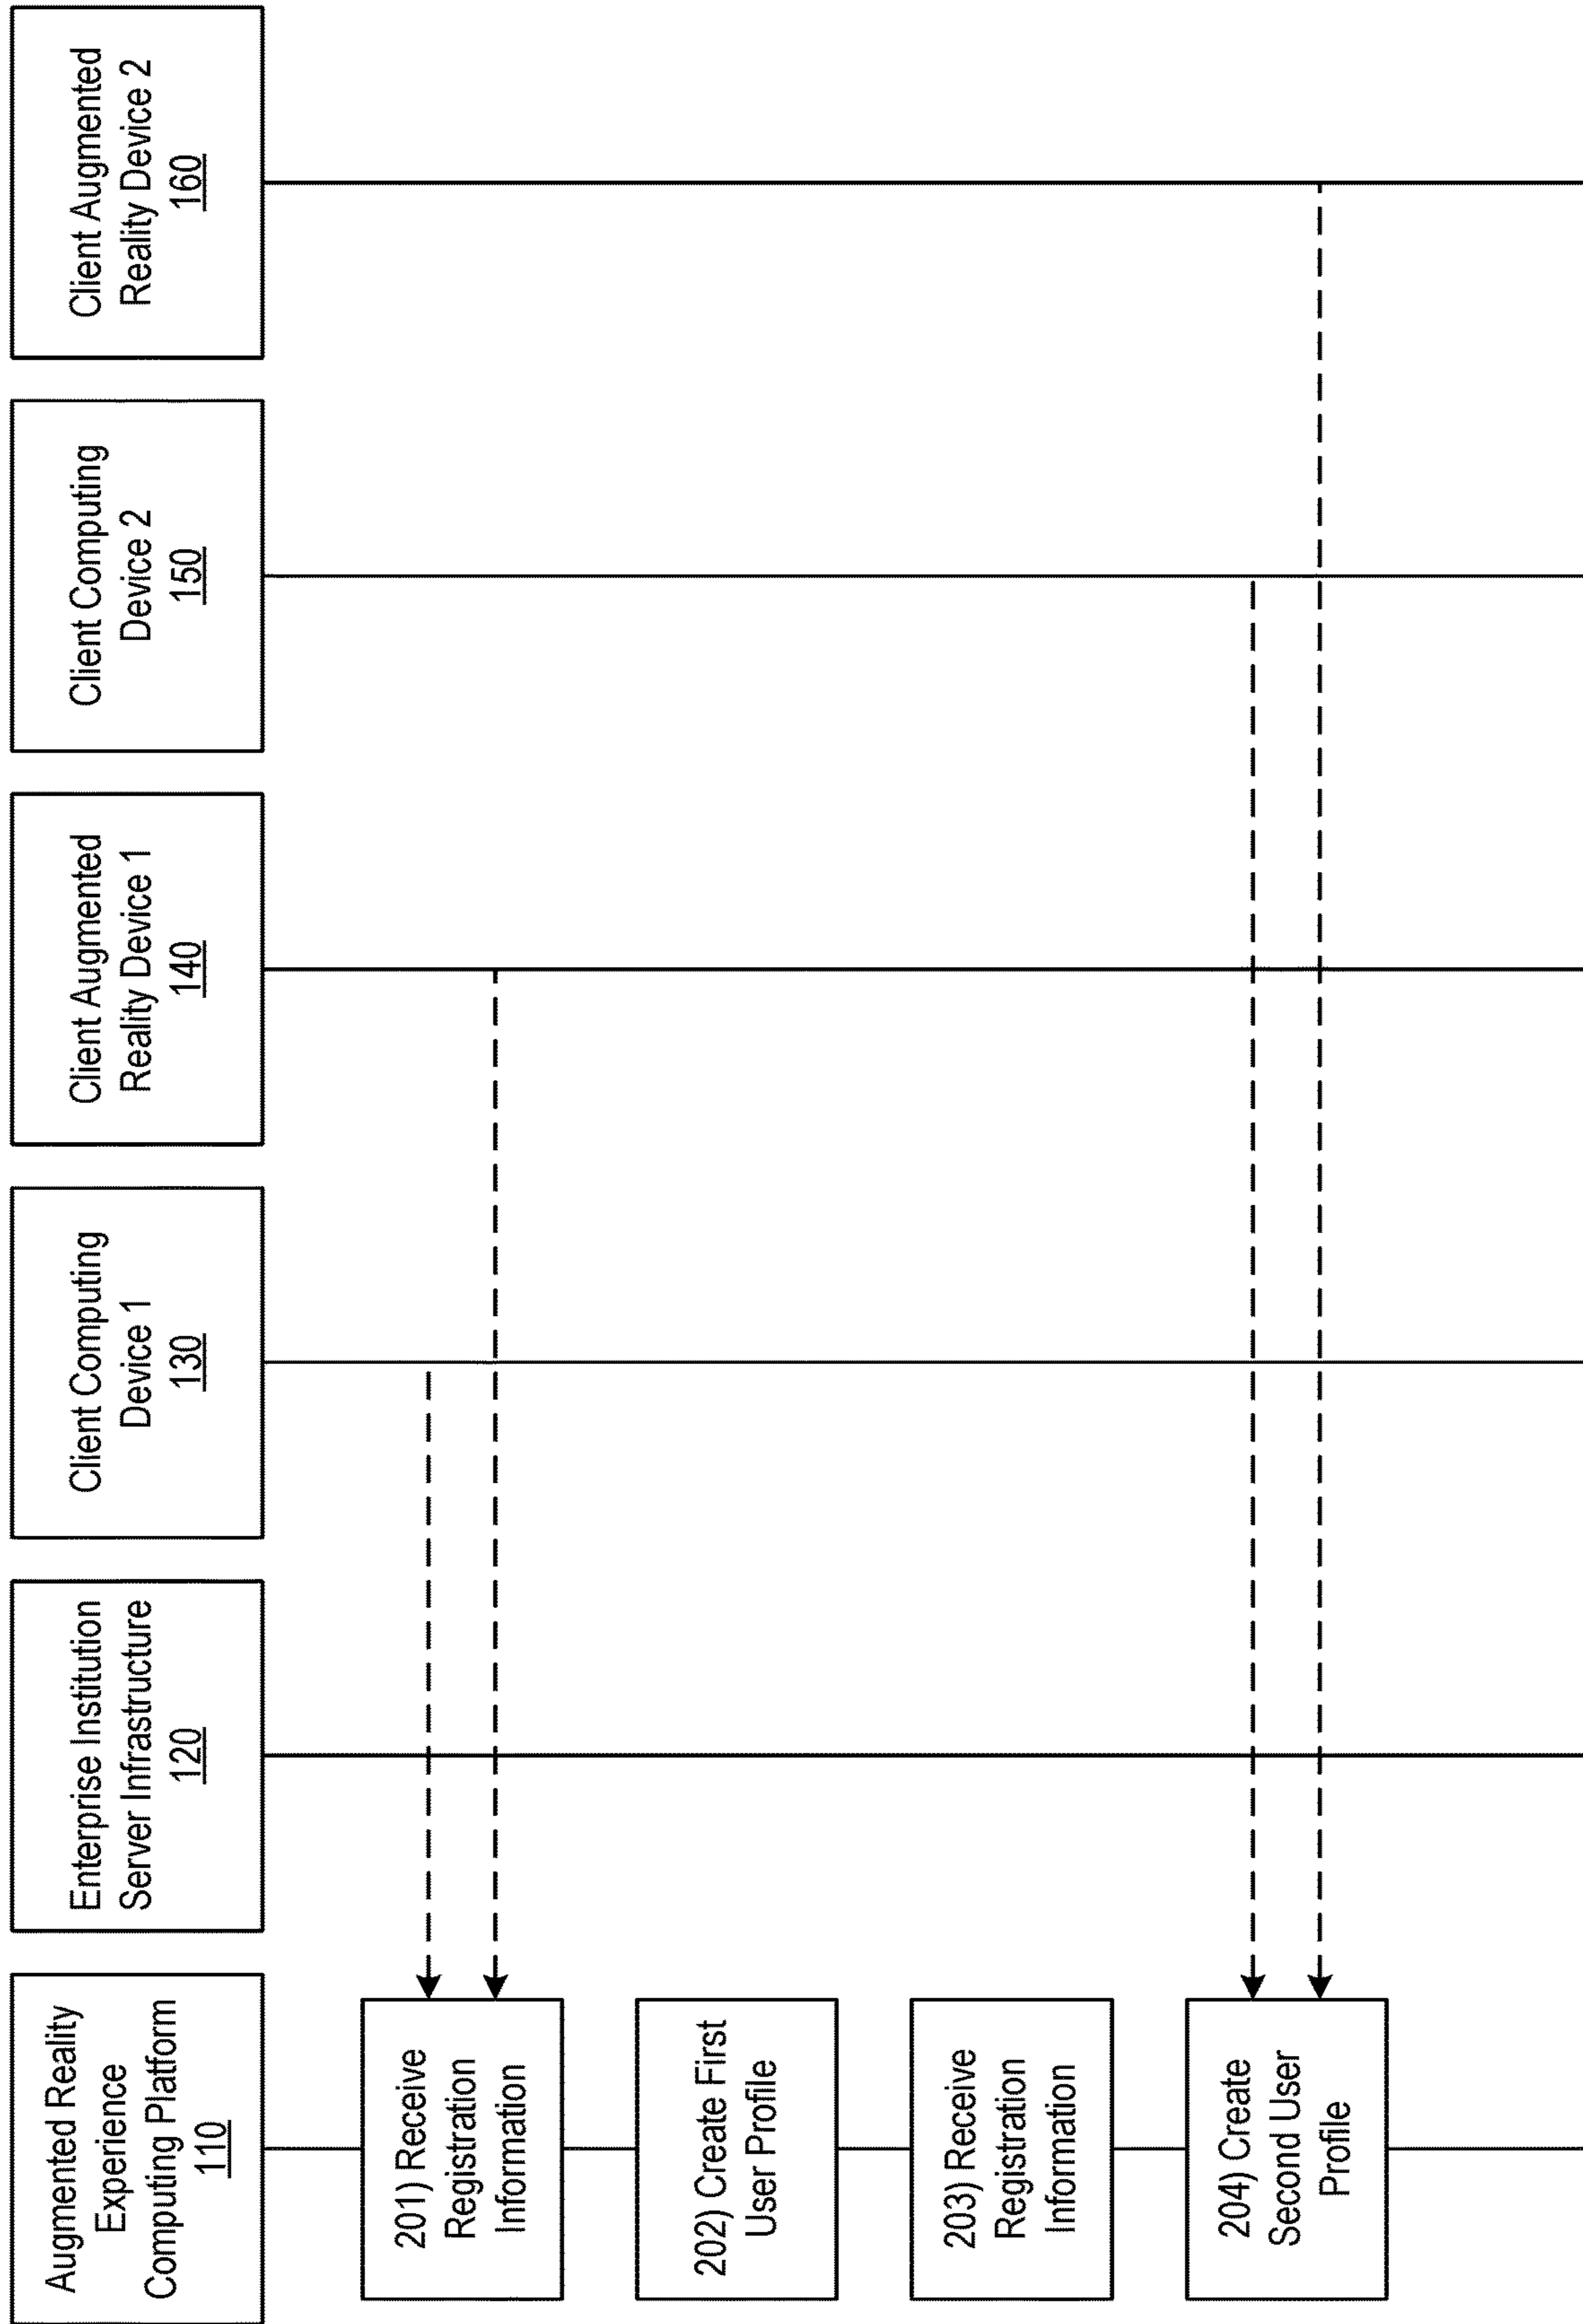 Augmented Reality
Experience
Computing Platform
110
Enterprise Institution
Server Infrastructure
120
Client Computing
Device 1
130
Client Augmented
Reality Device 1
140
Client Computing
Device 2
150
Client Augmented
Reality Device 2
160
201) Receive
Registration
Information
202) Create First
User Profile
203) Receive
Registration
Information
204) Create
Second User
Profile